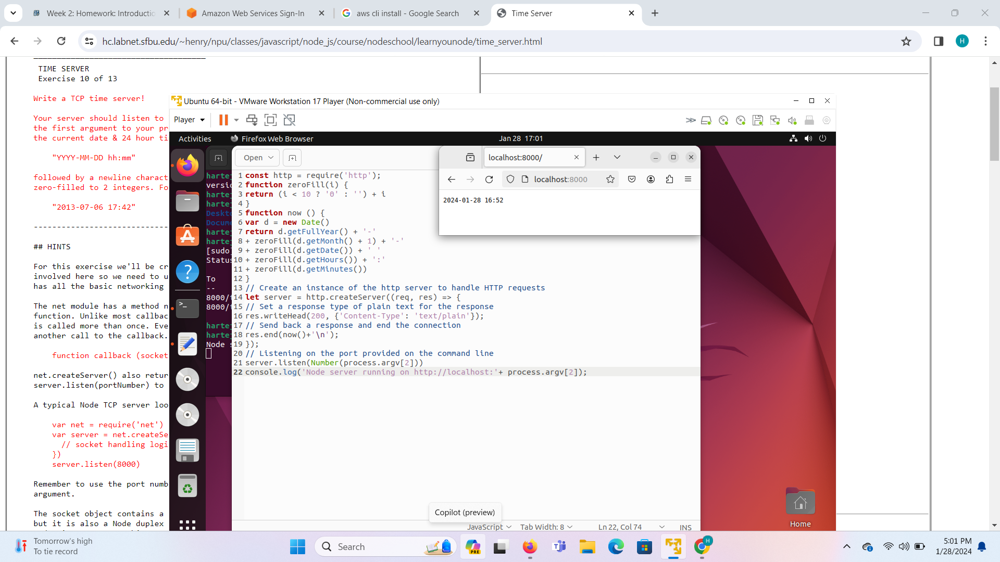 Week 2: Homework: Introductio
Amazon Web Services Sign-In
aws cli install - Google Search
Time Server
hc.labnet.sfbu.edu/~henry/npu/classes/javascript/node_js/course/nodeschool/learnyounode/time_server.html
H
TIME SERVER
Exercise 10 of 13
Write a TCP time server!
Your server should listen to
the first argument to your pr
the current date & 24 hour ti
"YYYY-MM-DD hh:mm"
followed by a newline charact
zero-filled to 2 integers. Fo
"2013-07-06 17:42"
## HINTS
For this exercise we'll be cr
involved here so we need to u
has all the basic networking
The net module has a method n
function. Unlike most callbac
is called more than once. Eve
another call to the callback.
function callback (socket
net.createServer() also retur
server.listen(portNumber) to
A typical Node TCP server loo
var net = require('net')
var server = net.createSe
// socket handling logi
})
server.listen(8000)
Remember to use the port numb
argument.
The socket object contains a
but it is also a Node duplex
Ubuntu 64-bit - VMware Workstation 17 Player (Non-commercial use only)
Player
Activities
Firefox Web Browser
Jan 28 17:01
harte
versio
harte
harte
Deskto
Docume
harte
harte
[sudo]
Status
To
--
8000/t
8000/t
harte
harte
Node s
Open
1 const http = require('http');
2 function zeroFill(i) {
3 return (i < 10 ? '0' : '') + i
4 }
5 function now () {
6 var d = new Date()
7 return d.getFullYear() + '-'
8 + zeroFill(d.getMonth() + 1) + '-'
9 + zeroFill(d.getDate()) + ' '
10 + zeroFill(d.getHours()) + ':'
11 + zeroFill(d.getMinutes())
12 }
13 // Create an instance of the http server to handle HTTP requests
14 let server = http.createServer((req, res) => {
15 // Set a response type of plain text for the response
16 res.writeHead(200, {'Content-Type': 'text/plain'});
17 // Send back a response and end the connection
18 res.end(now()+'\n');
19 });
20 // Listening on the port provided on the command line
21 server.listen(Number(process.argv[2]))
22 console.log('Node server running on http://localhost:'+ process.argv[2]);
localhost:8000/
localhost:8000
2024-01-28 16:52
Copilot (preview)
JavaScript
Tab Width: 8
Ln 22, Col 74
INS
Home
Tomorrow's high
To tie record
Search
PRE
H
5:01 PM
1/28/2024